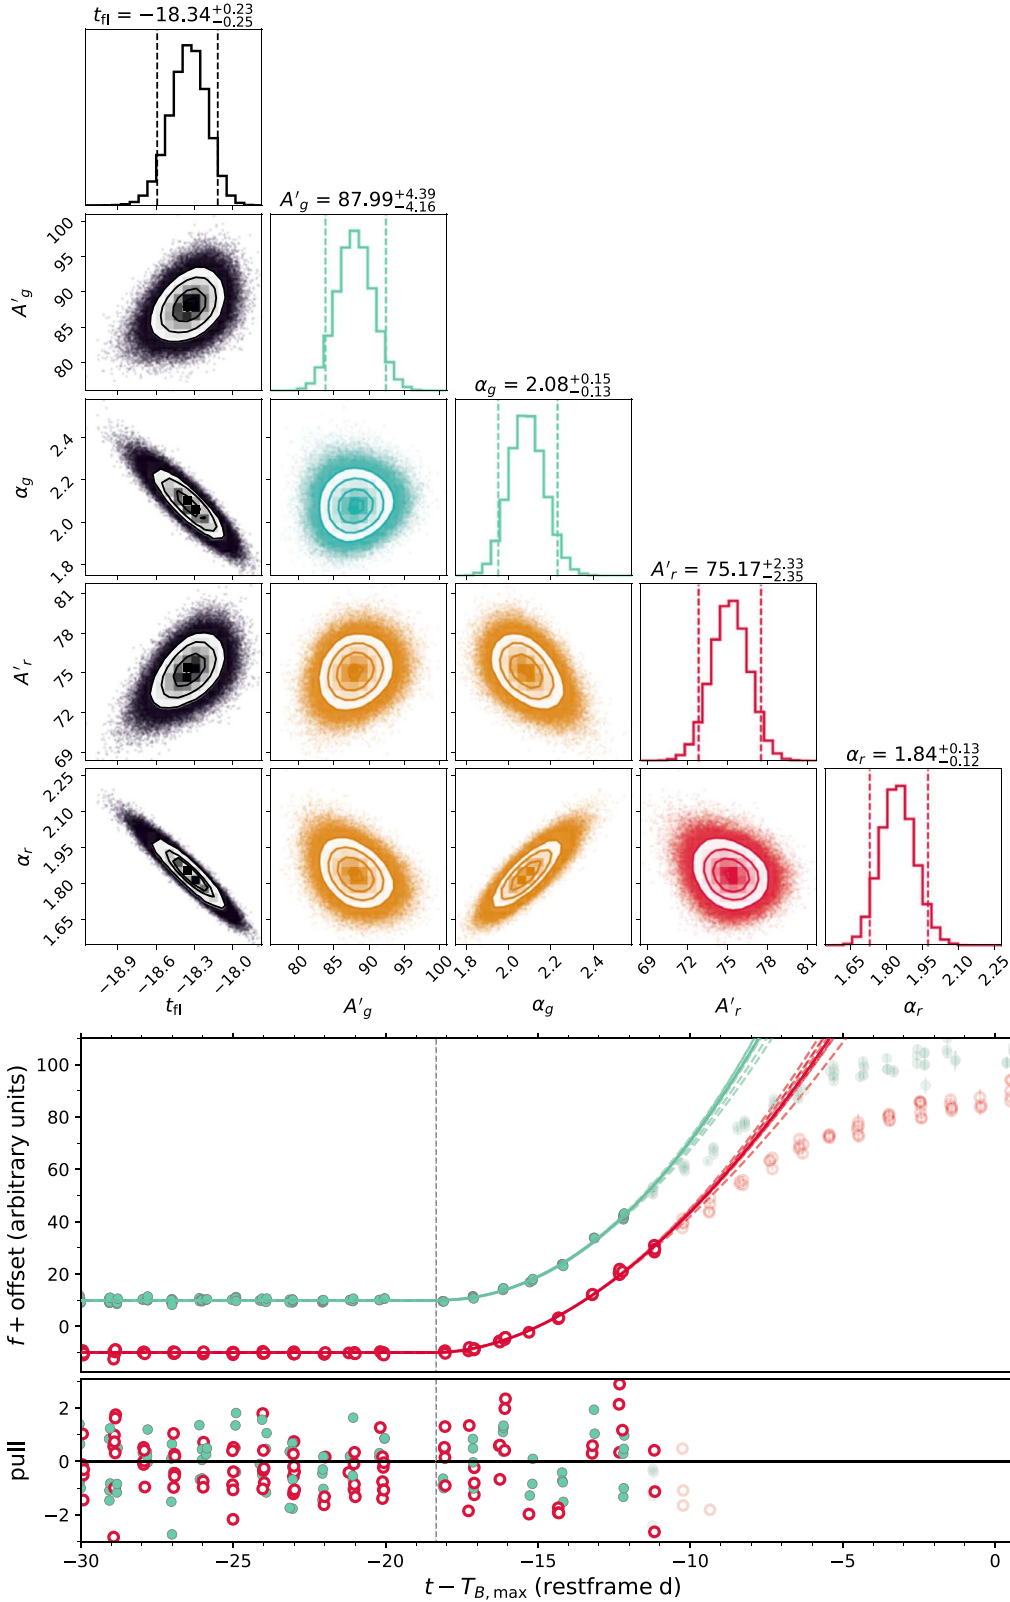 t_fl = −18.34^{+0.23}_{−0.25}
A'_g = 87.99^{+4.39}_{−4.16}
100
95
90
85
80
A'_g
α_g = 2.08^{+0.15}_{−0.13}
2.4
2.2
2.0
1.8
α_g
A'_r = 75.17^{+2.33}_{−2.35}
81
78
75
72
69
A'_r
α_r = 1.84^{+0.13}_{−0.12}
2.25
2.10
1.95
1.80
1.65
α_r
−18.9 −18.6 −18.3 −18.0
80 85 90 95 100
1.8 2.0 2.2 2.4
69 72 75 78 81
1.65 1.80 1.95 2.10 2.25
t_fl A'_g α_g A'_r α_r
100
80
60
40
20
0
f + offset (arbitrary units)
2
0
−2
pull
−30 −25 −20 −15 −10 −5 0
t − T_{B, max} (restframe d)